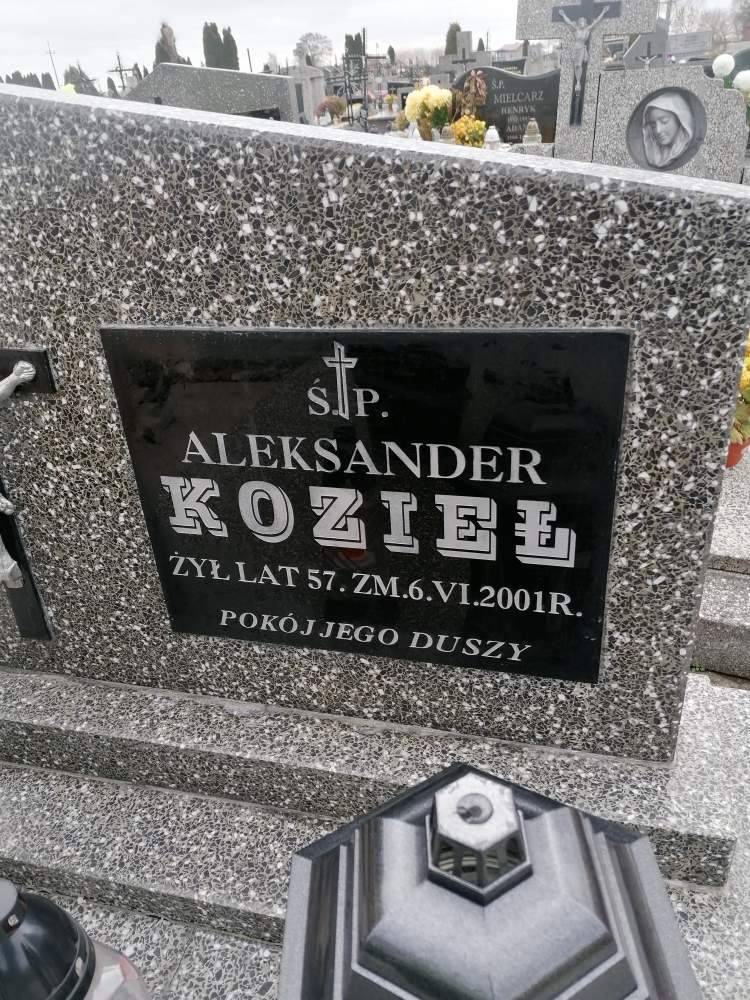 Ś.P.
MIELCARZ
HENRYK
Ś.P.
ALEKSANDER
KOZIEŁ
ŻYŁ LAT 57. ZM.6.VI.2001R.
POKÓJ JEGO DUSZY